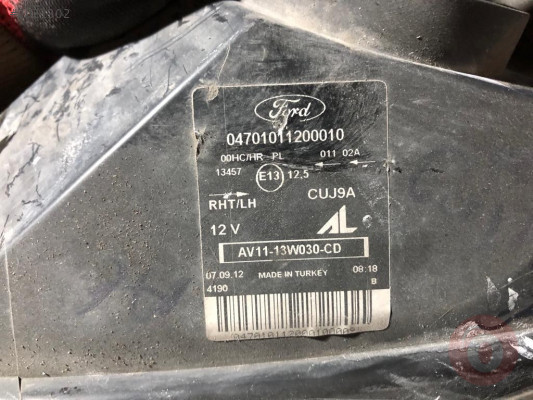 Ford
04701011200010
00HC/HR PL 011 02A
13457 E13 12,5
RHT/LH CUJ9A
12 V AL
AV11-13W030-CD
07.09.12 MADE IN TURKEY 08:18
4190 B